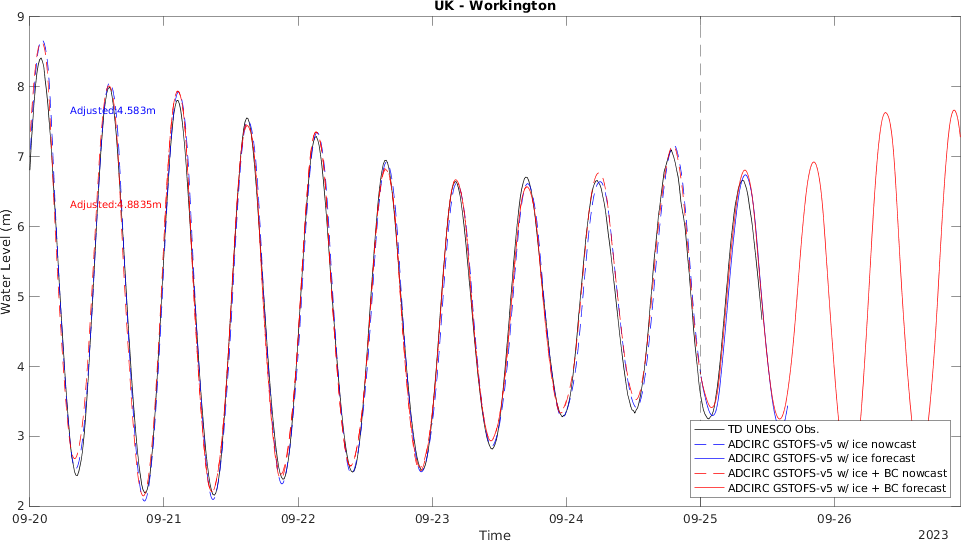 UK - Workington
9
8
7
6
5
4
3
2
Water Level (m)
Adjusted:4.583m
Adjusted:4.8835m
TD UNESCO Obs.
ADCIRC GSTOFS-v5 w/ ice nowcast
ADCIRC GSTOFS-v5 w/ ice forecast
ADCIRC GSTOFS-v5 w/ ice + BC nowcast
ADCIRC GSTOFS-v5 w/ ice + BC forecast
09-20 09-21 09-22 09-23 09-24 09-25 09-26
Time
2023